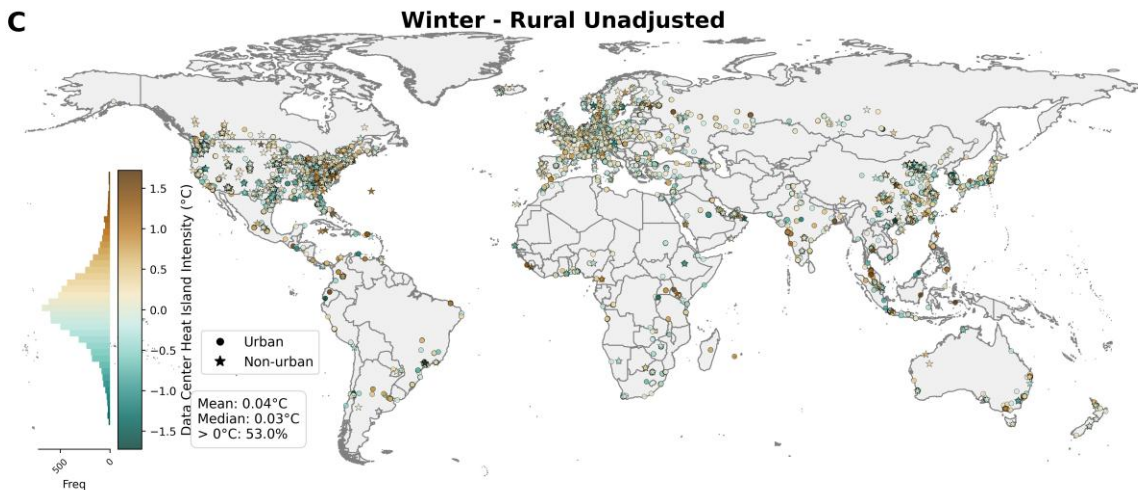 C
Winter - Rural Unadjusted
1.5
1.0
0.5
0.0
−0.5
−1.0
−1.5
Data Center Heat Island Intensity (°C)
Urban
Non-urban
Mean: 0.04°C
Median: 0.03°C
> 0°C: 53.0%
500
0
Freq